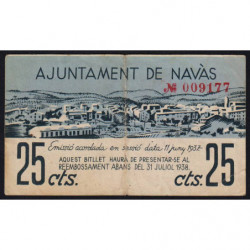 AJUNTAMENT DE NAVÀS
№ 009177
Emissió acordada en sessió data 11 juny 1937
25 cts. cts. 25
AQUEST BITLLET HAURÀ DE PRESENTAR-SE AL
REEMBOSSAMENT ABANS DEL 31 JULIOL 1938.